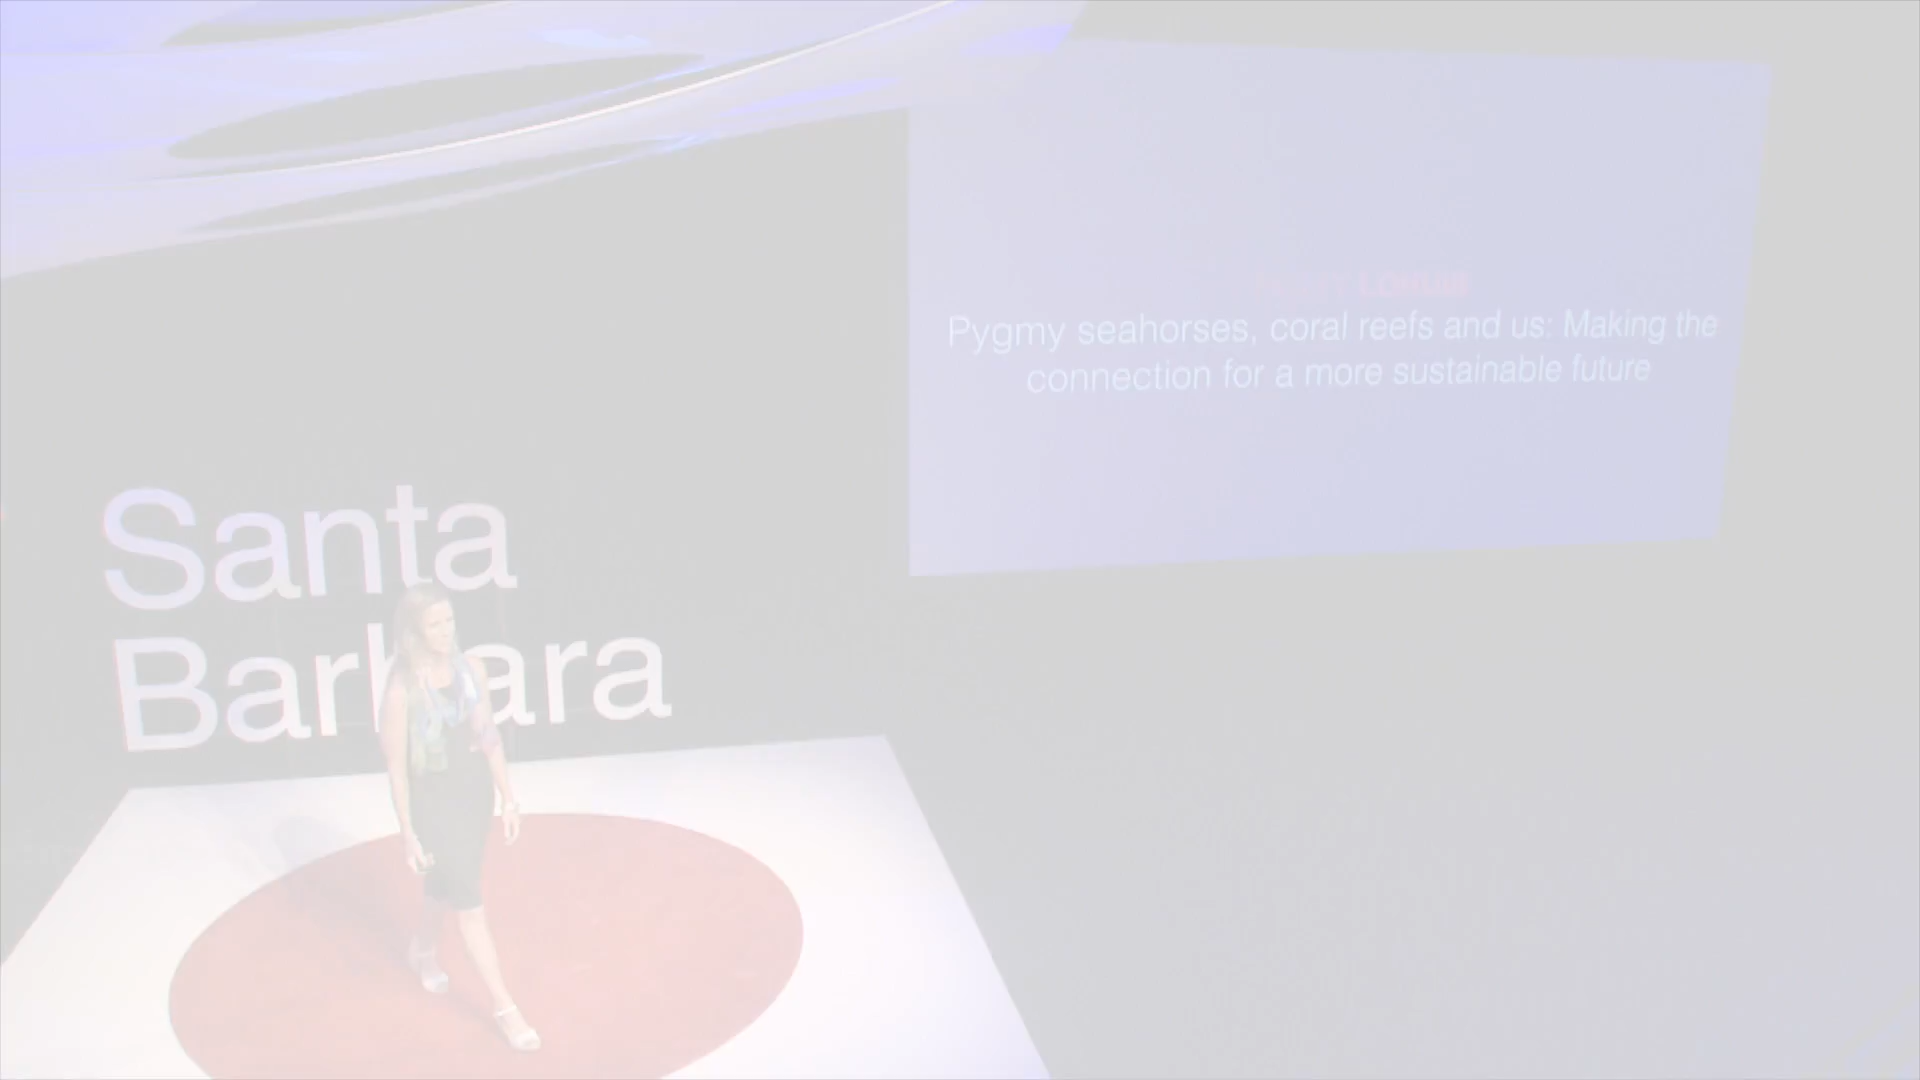 Pygmy seahorses, coral reefs and us: Making the
connection for a more sustainable future
Santa
Barbara